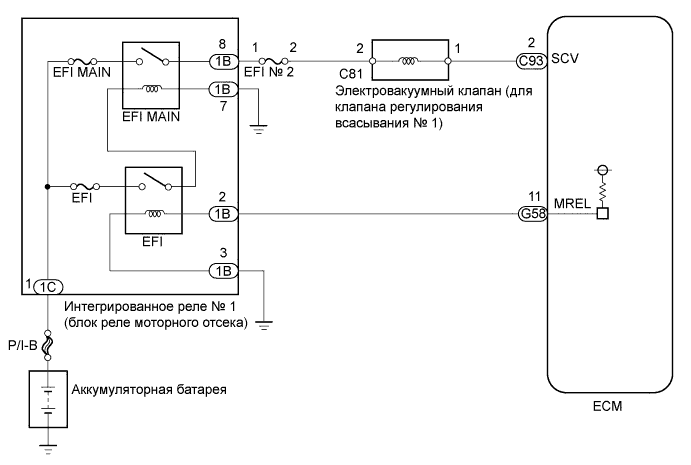 8
1
2
2
1
2
EFI MAIN
1B
EFI № 2
C81
C93
SCV
1B
EFI MAIN
7
Электровакуумный клапан (для
клапана регулирования
всасывания № 1)
EFI
2
11
1B
G58
MREL
EFI
3
1B
1
1C
Интегрированное реле № 1
(блок реле моторного отсека)
P/I-B
Аккумуляторная батарея
ECM